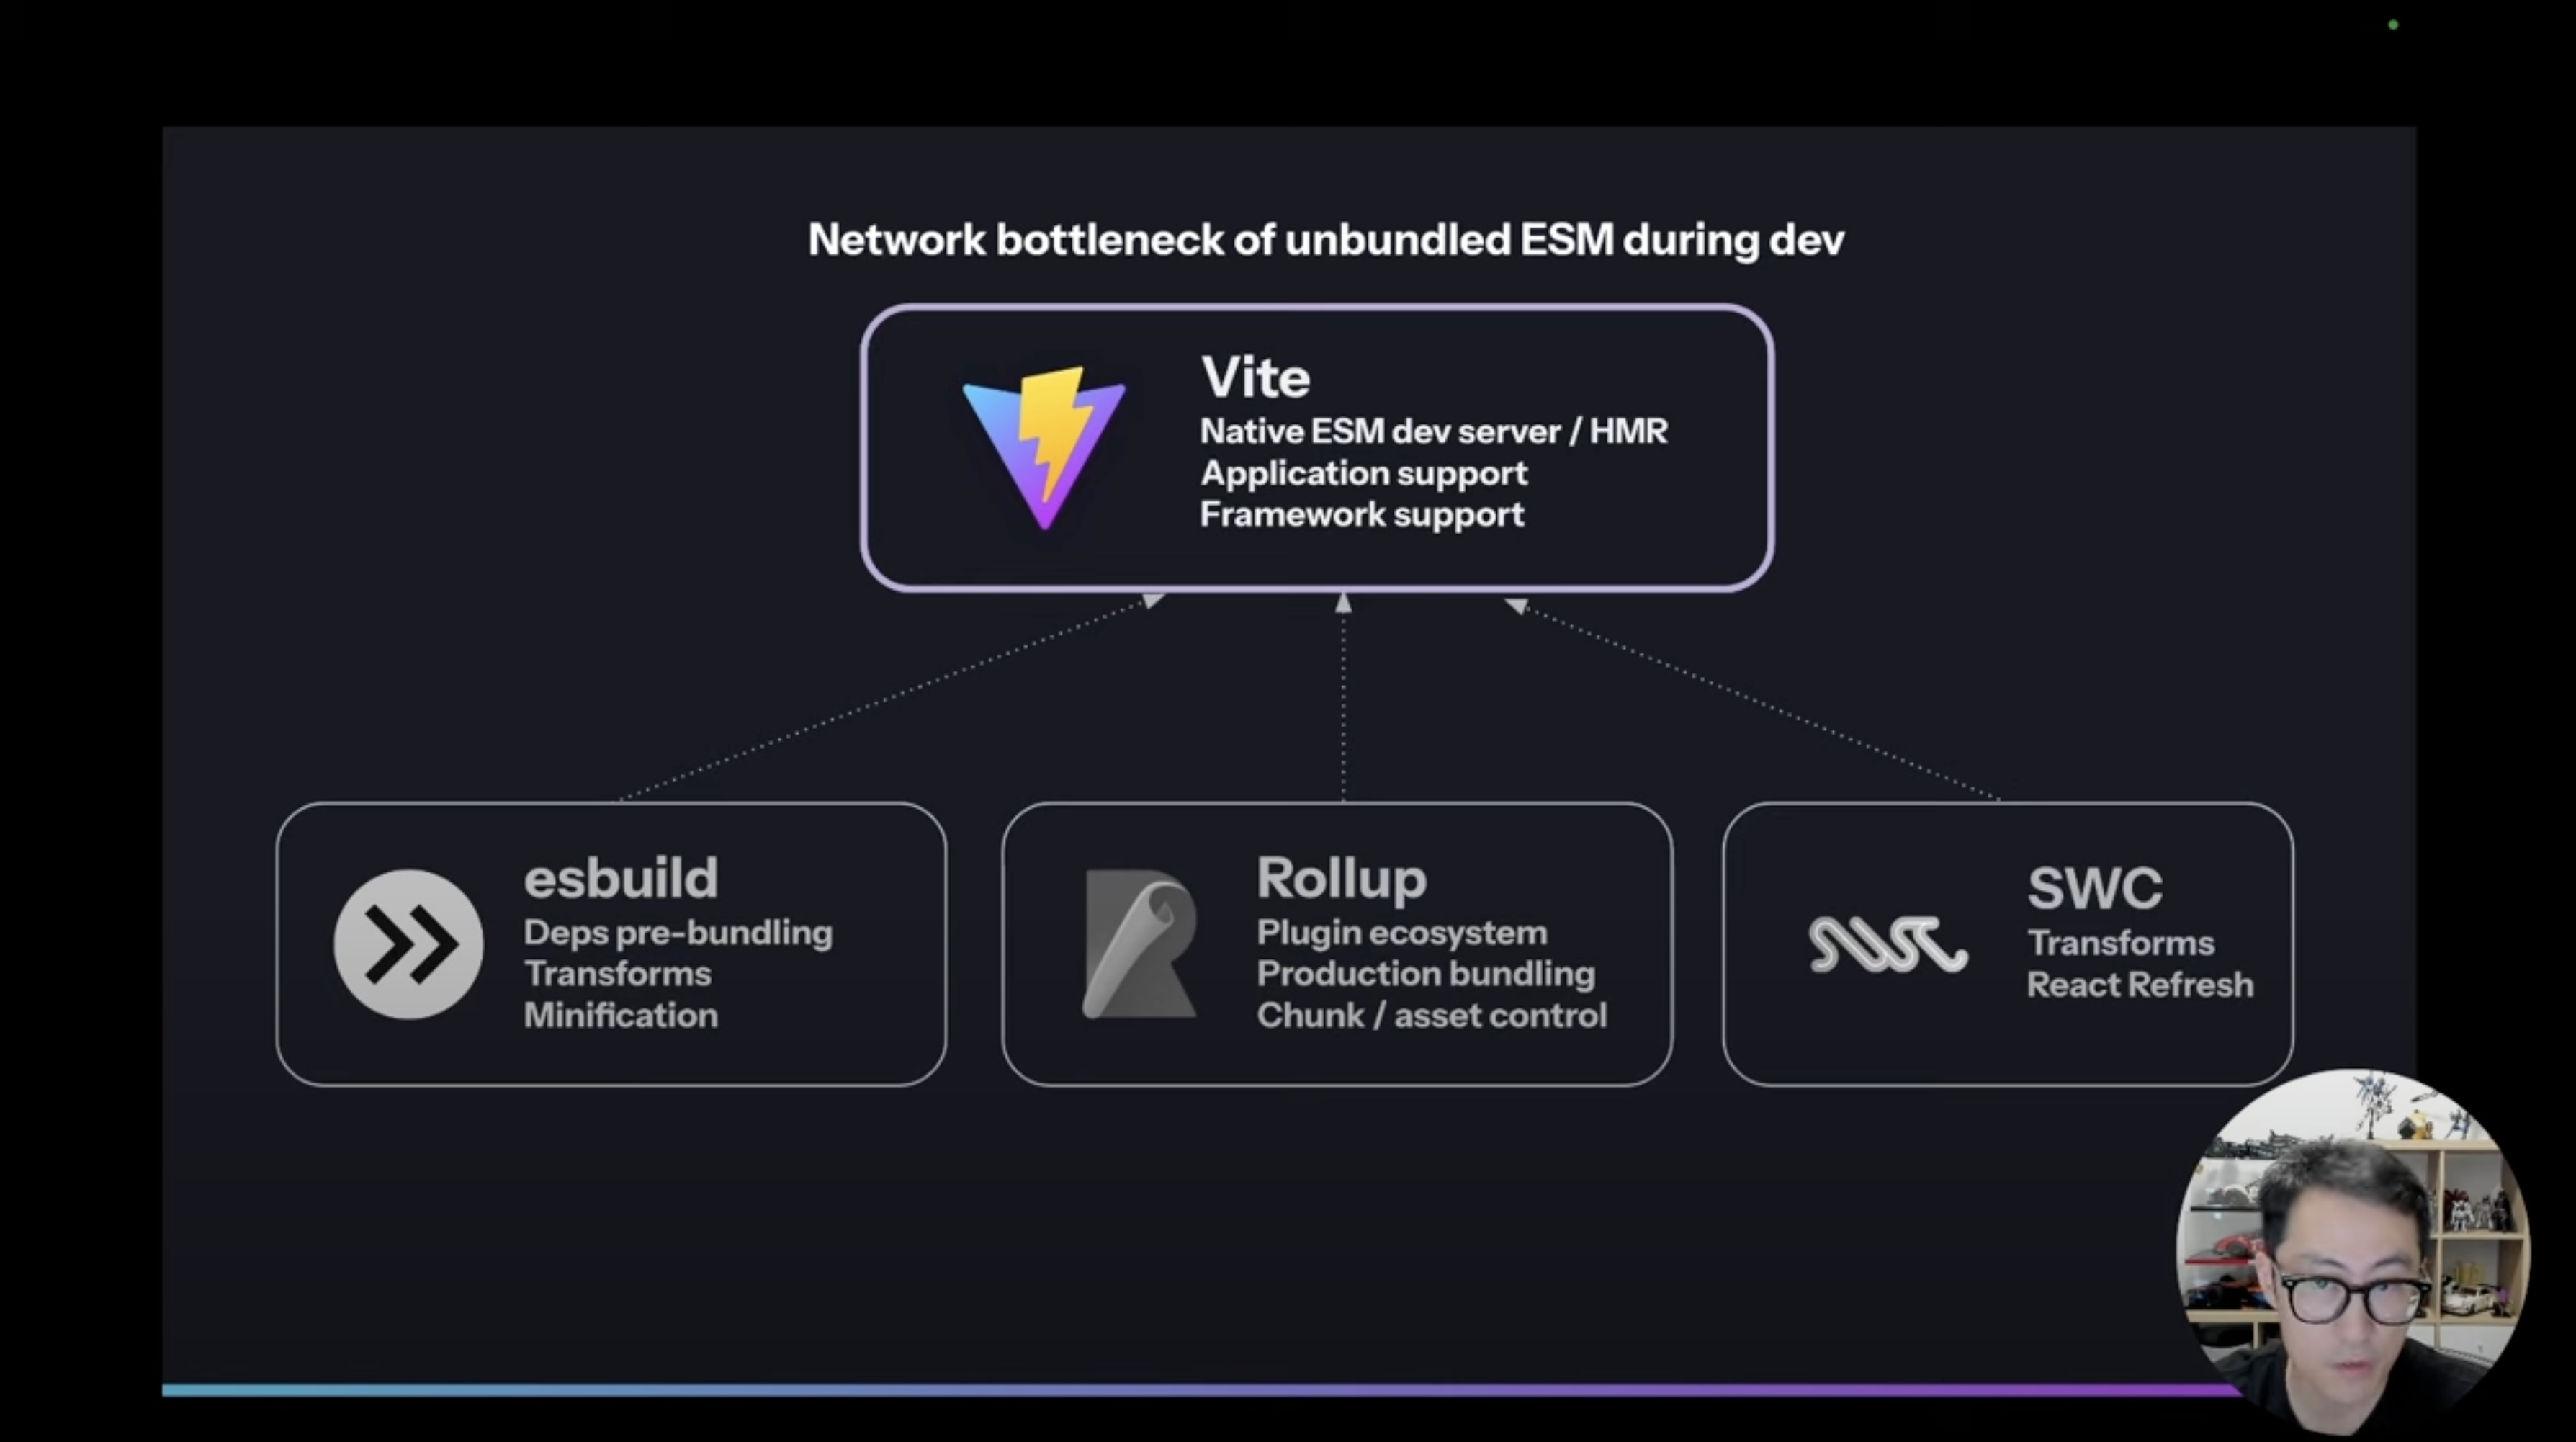 Network bottleneck of unbundled ESM during dev
Vite
Native ESM dev server / HMR
Application support
Framework support
esbuild
Deps pre-bundling
Transforms
Minification
Rollup
Plugin ecosystem
Production bundling
Chunk / asset control
SWC
Transforms
React Refresh